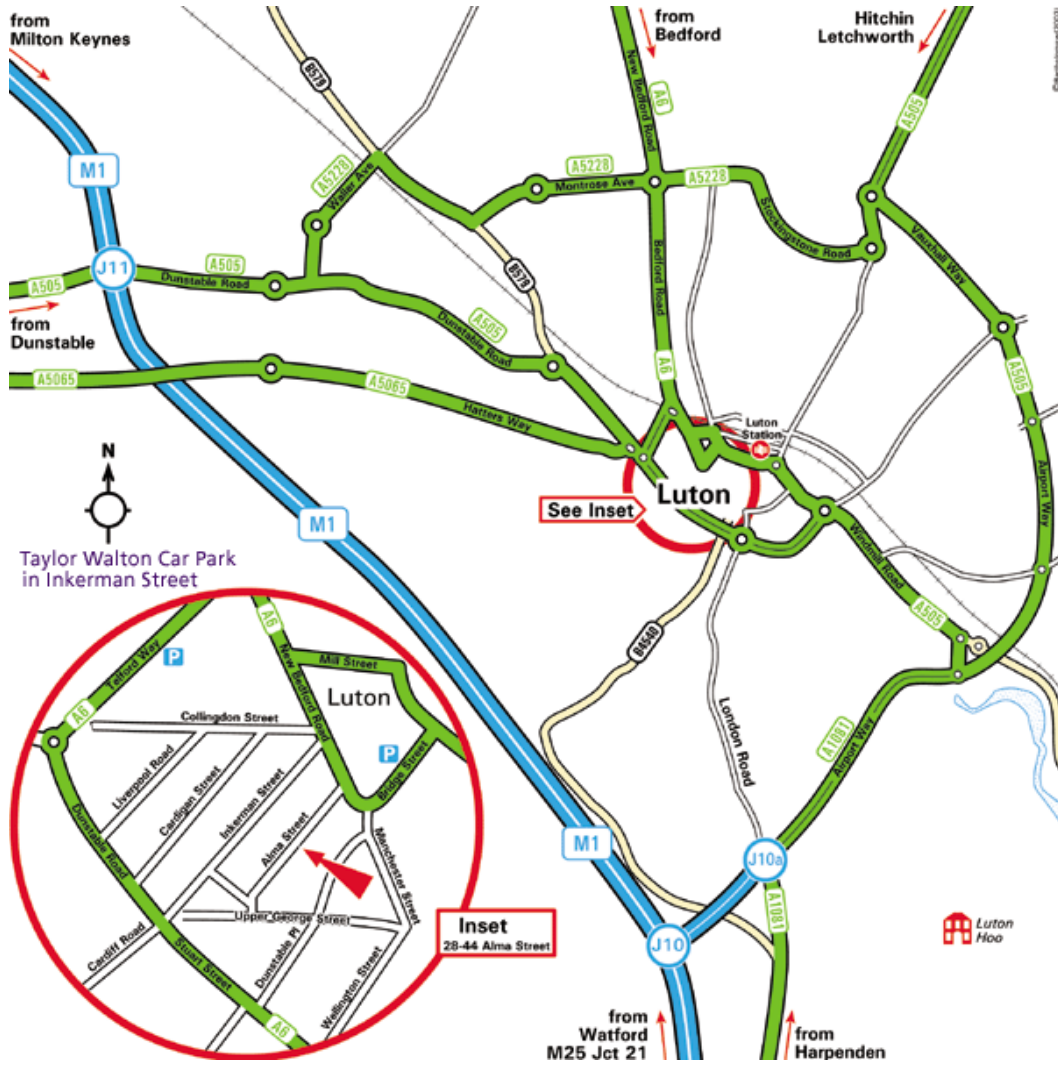 from
Milton Keynes
from
Bedford
Hitchin
Letchworth
B579
New Bedford Road
A6
A505
M1
A5228
Waller Ave
A5228
Montrose Ave
A5228
Stockingstone Road
Vauxhall Way
J11
A505
Dunstable Road
A505
B579
Bedford Road
from
Dunstable
A505
Dunstable Road
A6
A505
A5065
A5065
Hatters Way
Luton
Station
Airport Way
N
See Inset
Luton
M1
Windmill Road
Taylor Walton Car Park
in Inkerman Street
A505
B4540
London Road
A1081
Airport Way
A6
Telford Way
P
New Bedford Road
Mill Street
Luton
A6
Collingdon Street
P
Bridge Street
Liverpool Road
Cardigan Street
Inkerman Street
Alma Street
Dunstable Road
Manchester Street
Upper George Street
Cardiff Road
Stuart Street
Dunstable Pl
Wellington Street
A6
Inset
28-44 Alma Street
M1
J10a
A1081
J10
Luton
Hoo
from
Watford
M25 Jct 21
from
Harpenden